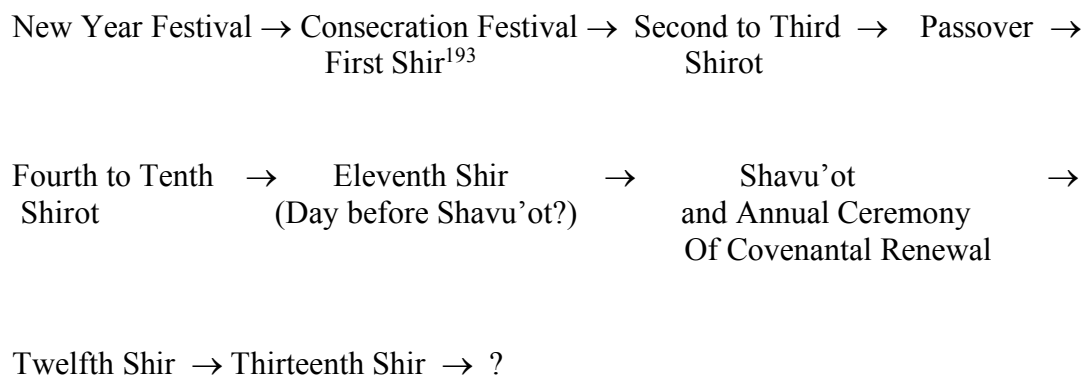 New Year Festival → Consecration Festival → Second to Third → Passover →
First Shir193 Shirot
Fourth to Tenth → Eleventh Shir → Shavu’ot →
Shirot (Day before Shavu’ot?) and Annual Ceremony
Of Covenantal Renewal
Twelfth Shir → Thirteenth Shir → ?